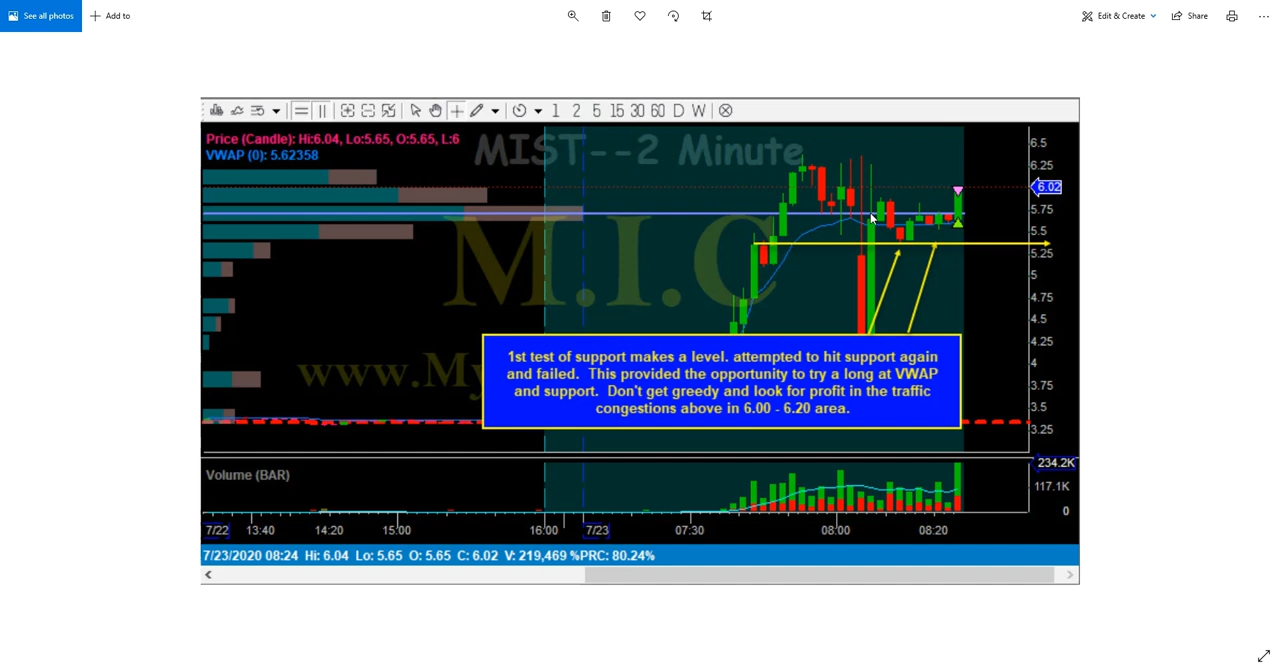 See all photos
Add to
Edit & Create
Share
1 2 5 15 30 60 D W
Price (Candle): Hi:6.04, Lo:5.65, O:5.65, L:6
VWAP (0): 5.62358
MIST--2 Minute
6.5
6.25
6.02
5.75
5.5
5.25
5
4.75
4.5
4.25
4
3.75
3.5
3.25
M.I.C
www.My
1st test of support makes a level. attempted to hit support again
and failed. This provided the opportunity to try a long at VWAP
and support. Don't get greedy and look for profit in the traffic
congestions above in 6.00 - 6.20 area.
Volume (BAR)
234.2K
117.1K
0
7/22 13:40 14:20 15:00 16:00 7/23 07:30 08:00 08:20
7/23/2020 08:24 Hi: 6.04 Lo: 5.65 O: 5.65 C: 6.02 V: 219,469 %PRC: 80.24%